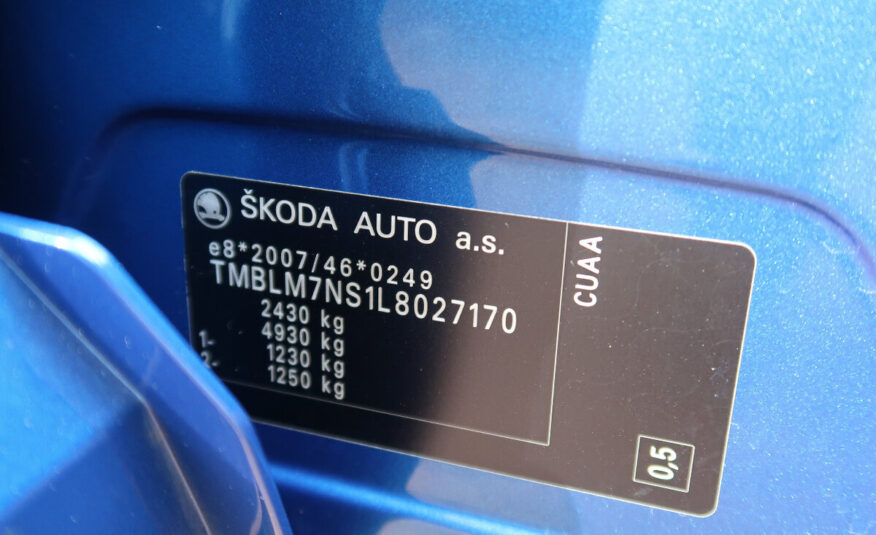 ŠKODA AUTO a.s.
e8*2007/46*0249
TMBLM7NS1L8027170
2430 kg
4930 kg
1- 1230 kg
2- 1250 kg
CUAA
0,5